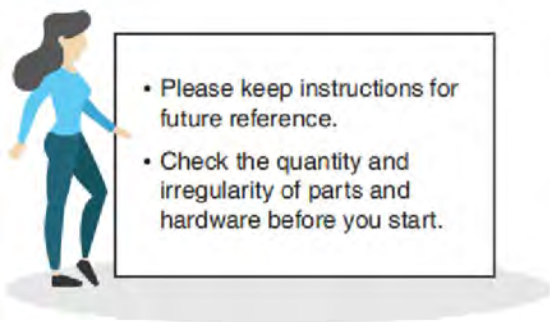 • Please keep instructions for
future reference.
• Check the quantity and
irregularity of parts and
hardware before you start.